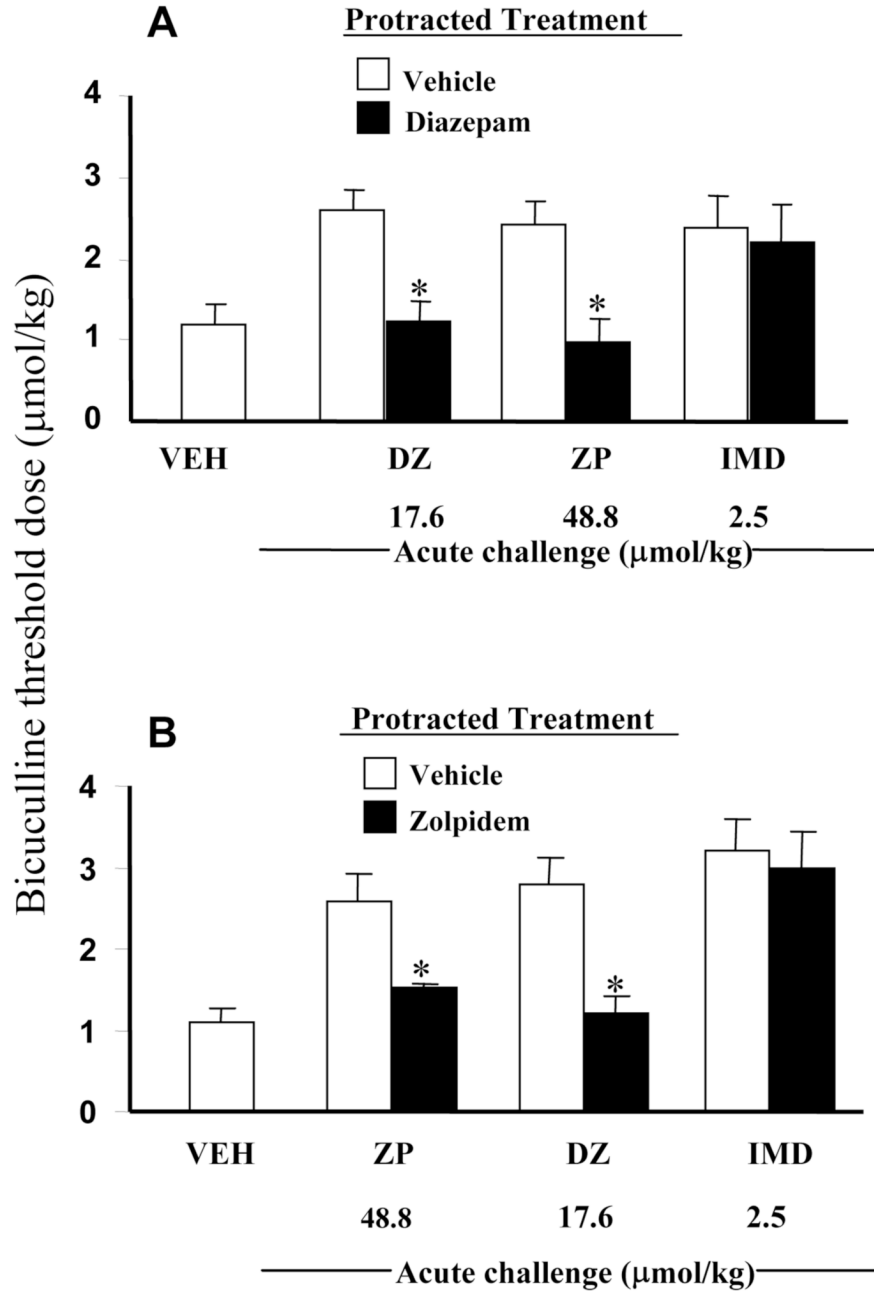 A
Protracted Treatment
Vehicle
Diazepam
4
3
2
1
0
* *
VEH DZ ZP IMD
17.6 48.8 2.5
Acute challenge (μmol/kg)
Bicuculline threshold dose (μmol/kg)
B
Protracted Treatment
Vehicle
Zolpidem
4
3
2
1
0
* *
VEH ZP DZ IMD
48.8 17.6 2.5
Acute challenge (μmol/kg)